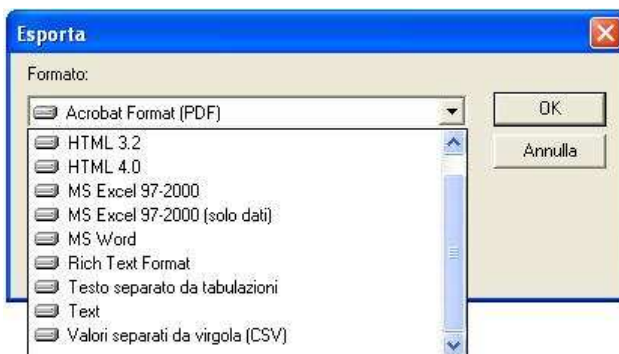 Esporta
Formato:
Acrobat Format (PDF)
OK
HTML 3.2
HTML 4.0
Annulla
MS Excel 97-2000
MS Excel 97-2000 (solo dati)
MS Word
Rich Text Format
Testo separato da tabulazioni
Text
Valori separati da virgola (CSV)